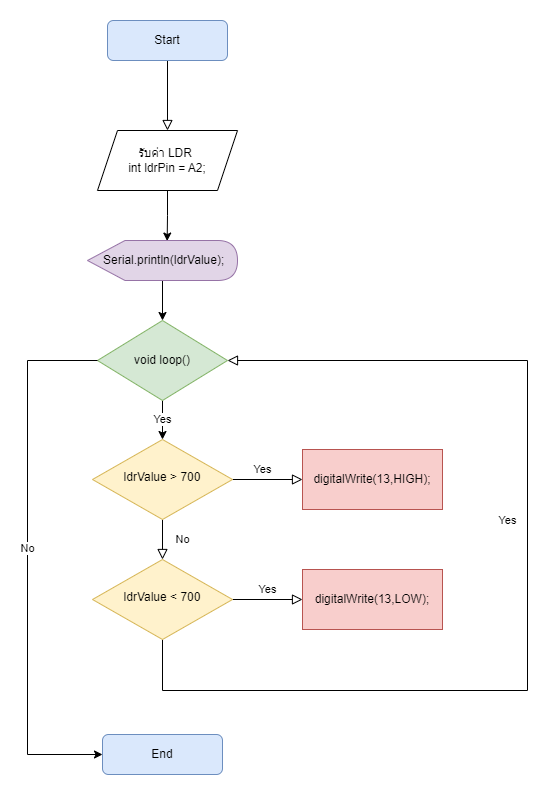 Start
รับค่า LDR
int ldrPin = A2;
Serial.println(ldrValue);
void loop()
Yes
ldrValue > 700
Yes
digitalWrite(13,HIGH);
Yes
No
No
ldrValue < 700
Yes
digitalWrite(13,LOW);
End